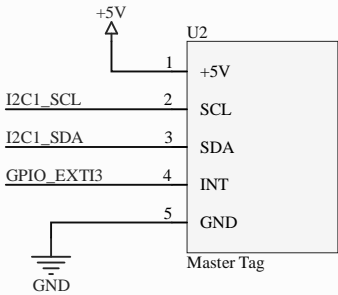 +5V
U2
1 +5V
I2C1_SCL 2 SCL
I2C1_SDA 3 SDA
GPIO_EXTI3 4 INT
5 GND
GND
Master Tag